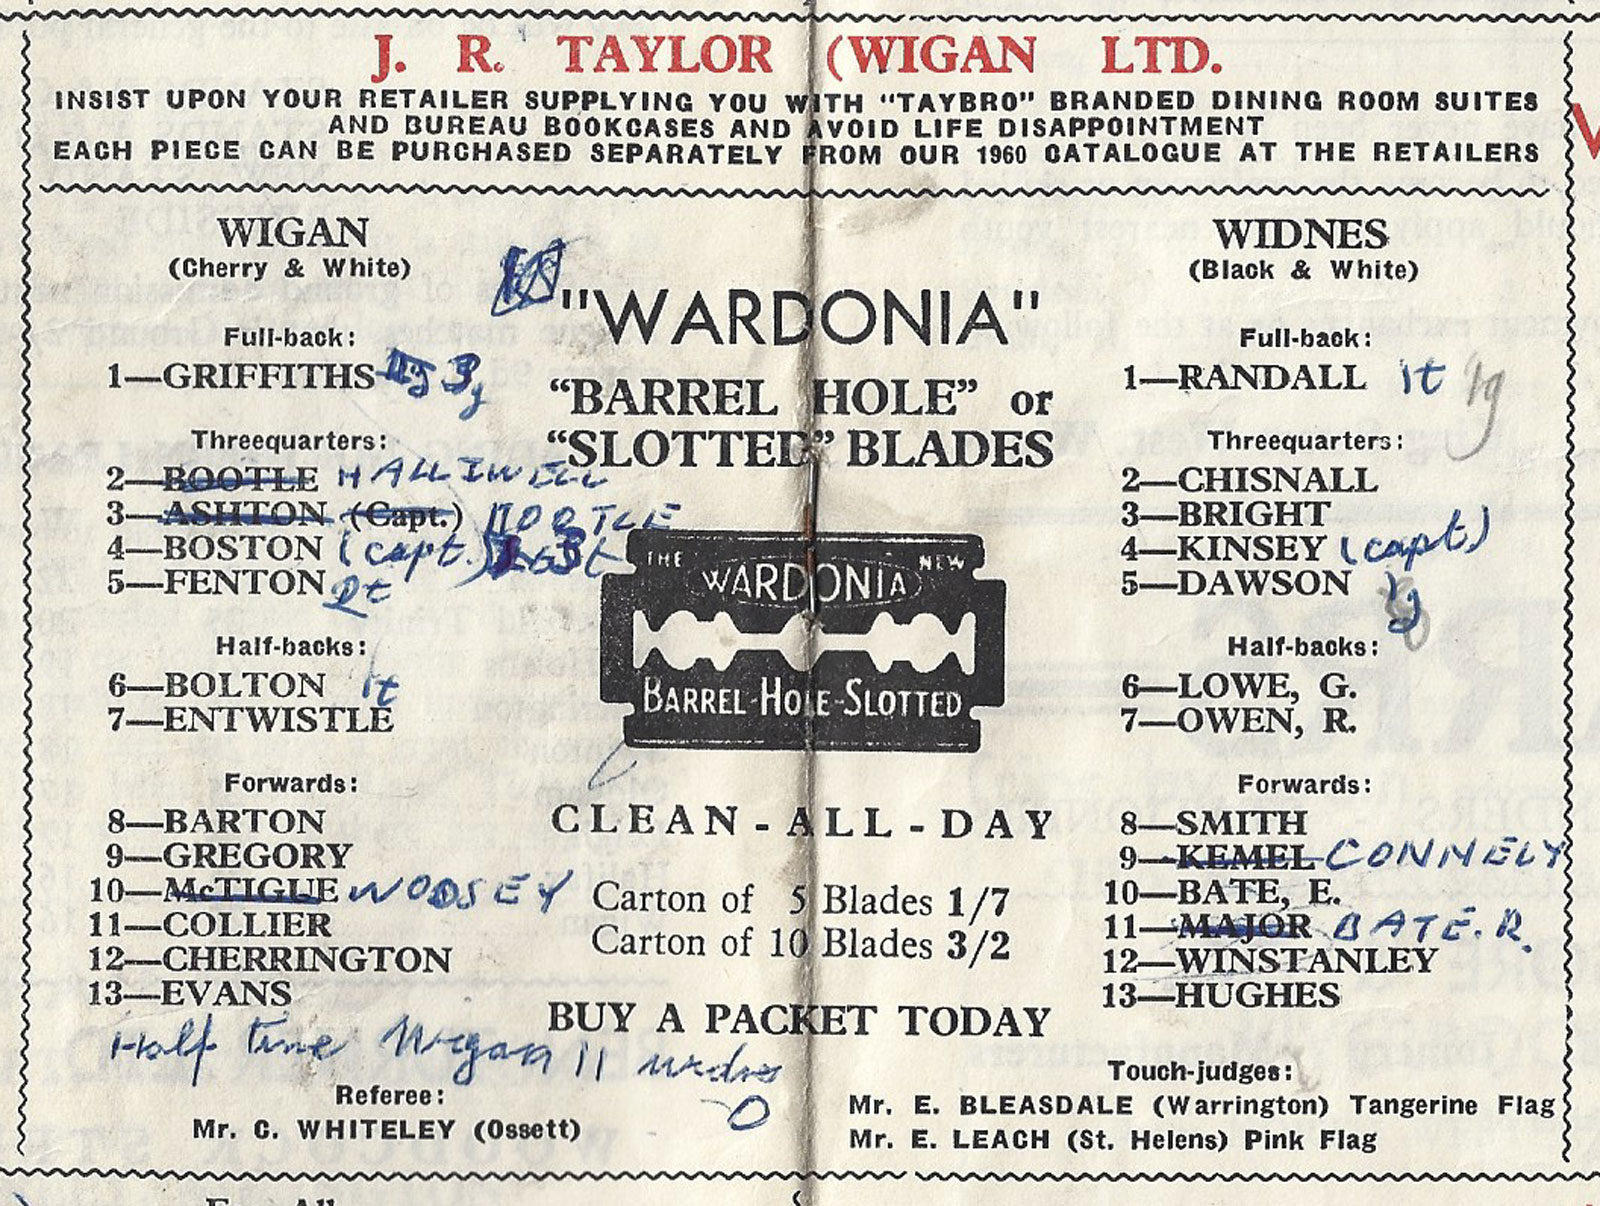 J. R. TAYLOR (WIGAN LTD.
INSIST UPON YOUR RETAILER SUPPLYING YOU WITH "TAYBRO" BRANDED DINING ROOM SUITES
AND BUREAU BOOKCASES AND AVOID LIFE DISAPPOINTMENT
EACH PIECE CAN BE PURCHASED SEPARATELY FROM OUR 1960 CATALOGUE AT THE RETAILERS
WIGAN
(Cherry & White)
Full-back:
1—GRIFFITHS 3g
Threequarters:
2—BOOTLE HALLIWELL
3—ASHTON (Capt.) BOOTLE
4—BOSTON (capt.)
5—FENTON 2t
Half-backs:
6—BOLTON 1t
7—ENTWISTLE
Forwards:
8—BARTON
9—GREGORY
10—McTIGUE WOOSEY
11—COLLIER
12—CHERRINGTON
13—EVANS
Half time Wigan 11 widnes
0
Referee:
Mr. C. WHITELEY (Ossett)
"WARDONIA"
"BARREL HOLE" or
"SLOTTED" BLADES
THE WARDONIA NEW
BARREL-HOLE-SLOTTED
CLEAN-ALL-DAY
Carton of 5 Blades 1/7
Carton of 10 Blades 3/2
BUY A PACKET TODAY
WIDNES
(Black & White)
Full-back:
1—RANDALL 1t 1g
Threequarters:
2—CHISNALL
3—BRIGHT
4—KINSEY (capt)
5—DAWSON
Half-backs:
6—LOWE, G.
7—OWEN, R.
Forwards:
8—SMITH
9—KEMEL CONNELY
10—BATE, E.
11—MAJOR BATE. R.
12—WINSTANLEY
13—HUGHES
Touch-judges:
Mr. E. BLEASDALE (Warrington) Tangerine Flag
Mr. E. LEACH (St. Helens) Pink Flag